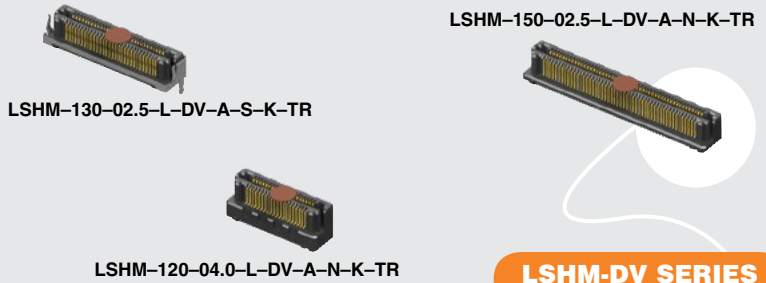 LSHM–150–02.5–L–DV–A–N–K–TR
LSHM–130–02.5–L–DV–A–S–K–TR
LSHM–120–04.0–L–DV–A–N–K–TR
LSHM-DV SERIES